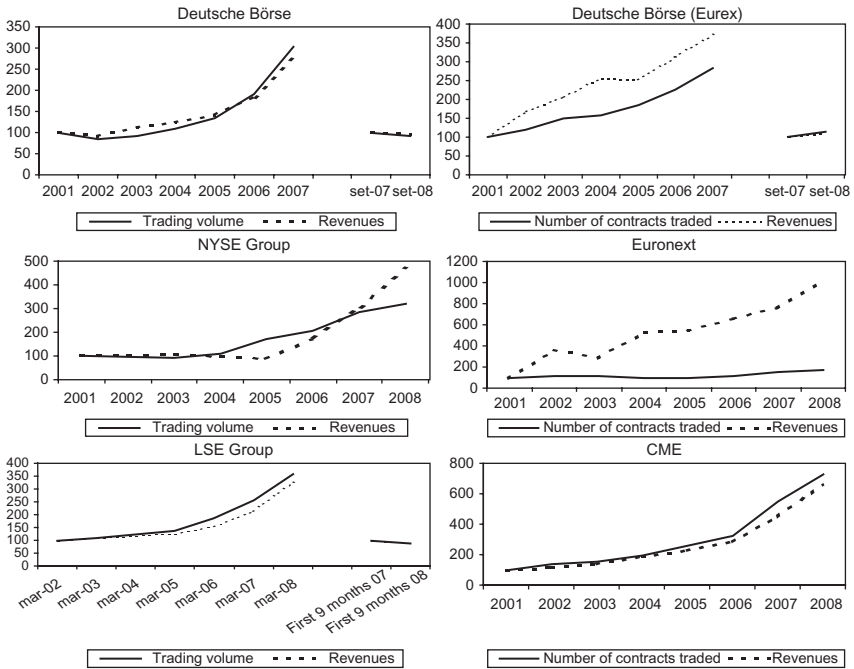 Deutsche Börse
350
300
250
200
150
100
50
0
2001 2002 2003 2004 2005 2006 2007 set-07 set-08
Trading volume Revenues
Deutsche Börse (Eurex)
400
350
300
250
200
150
100
50
0
2001 2002 2003 2004 2005 2006 2007 set-07 set-08
Number of contracts traded Revenues
NYSE Group
500
400
300
200
100
0
2001 2002 2003 2004 2005 2006 2007 2008
Trading volume Revenues
Euronext
1200
1000
800
600
400
200
0
2001 2002 2003 2004 2005 2006 2007 2008
Number of contracts traded Revenues
LSE Group
400
350
300
250
200
150
100
50
0
mar-02 mar-03 mar-04 mar-05 mar-06 mar-07 mar-08 First 9 months 07 First 9 months 08
Trading volume Revenues
CME
800
600
400
200
0
2001 2002 2003 2004 2005 2006 2007 2008
Number of contracts traded Revenues